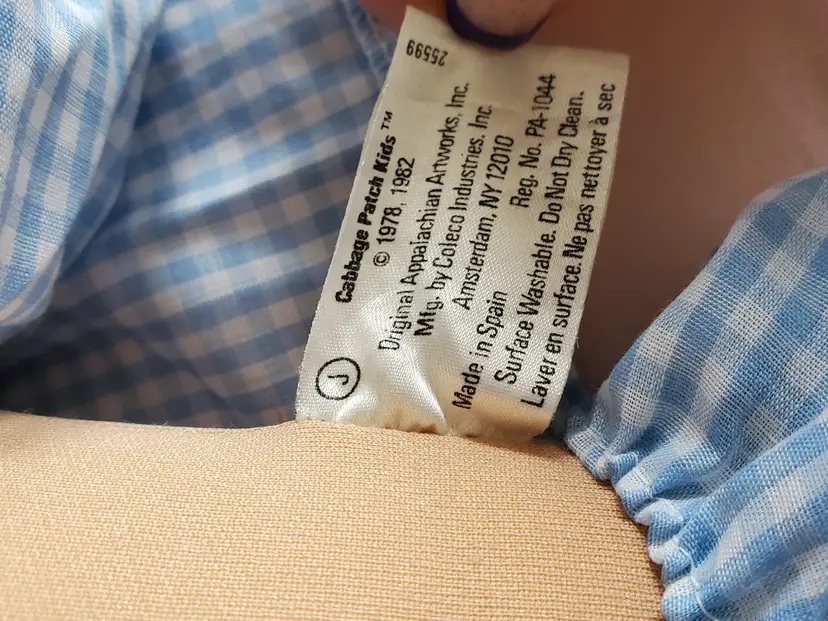 25599
Cabbage Patch Kids™
© 1978, 1982
Original Appalachian Artworks, Inc.
Mfg. by Coleco Industries, Inc.
Amsterdam, NY 12010
Made in Spain Reg. No. PA-1044
Surface Washable. Do Not Dry Clean.
Laver en surface. Ne pas nettoyer à sec
J